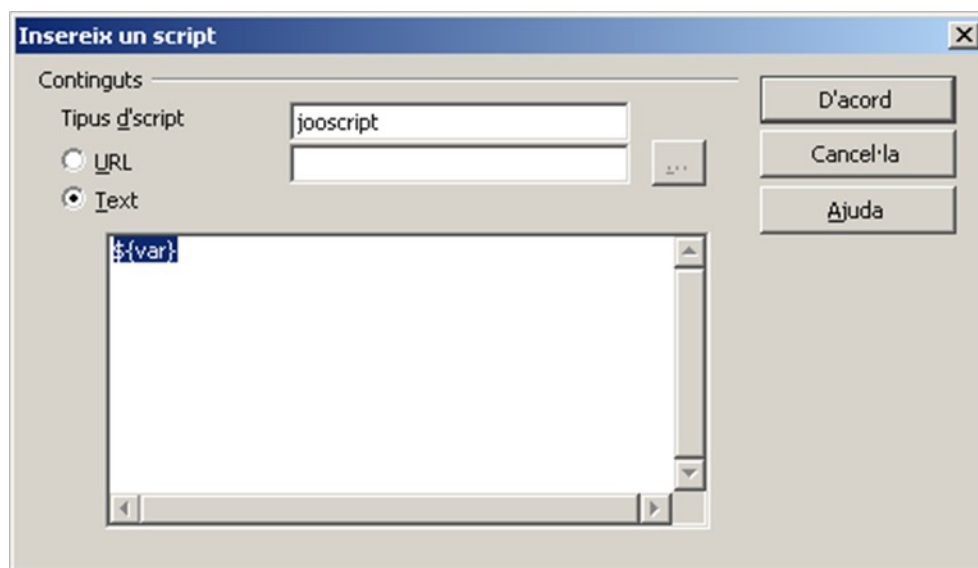 Insereix un script
Continguts
Tipus d'script
jooscript
URL
...
Text
${var}
D'acord
Cancel·la
Ajuda